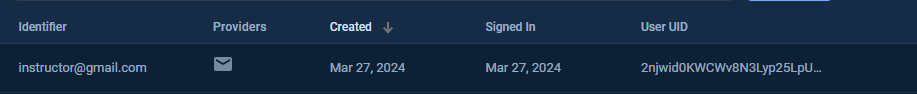 Identifier Providers Created Signed In User UID
instructor@gmail.com Mar 27, 2024 Mar 27, 2024 2njwid0KWCWv8N3Lyp25LpU...